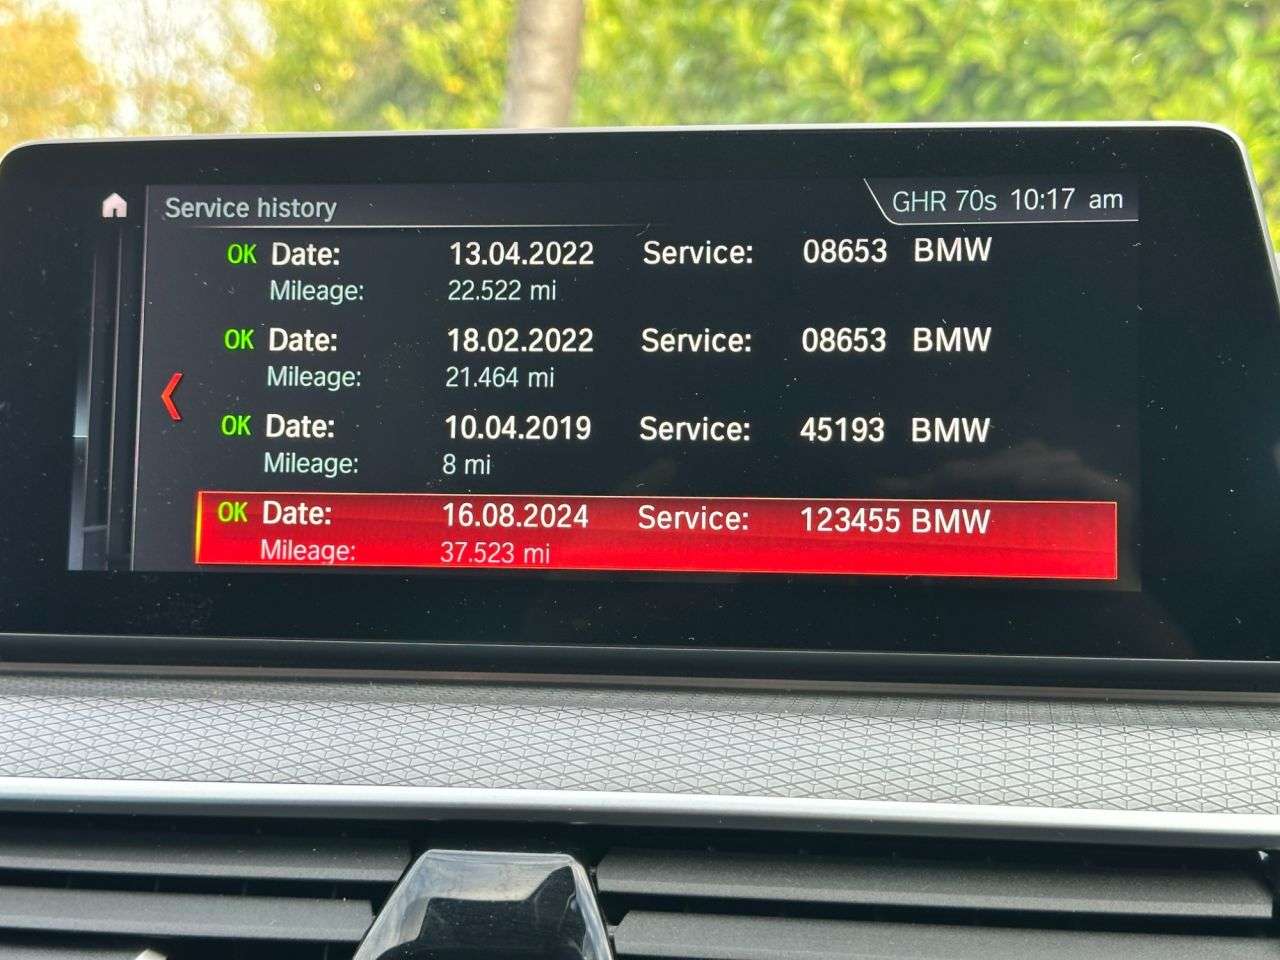 Service history GHR 70s 10:17 am
OK Date: 13.04.2022 Service: 08653 BMW
Mileage: 22.522 mi
OK Date: 18.02.2022 Service: 08653 BMW
Mileage: 21.464 mi
OK Date: 10.04.2019 Service: 45193 BMW
Mileage: 8 mi
OK Date: 16.08.2024 Service: 123455 BMW
Mileage: 37.523 mi